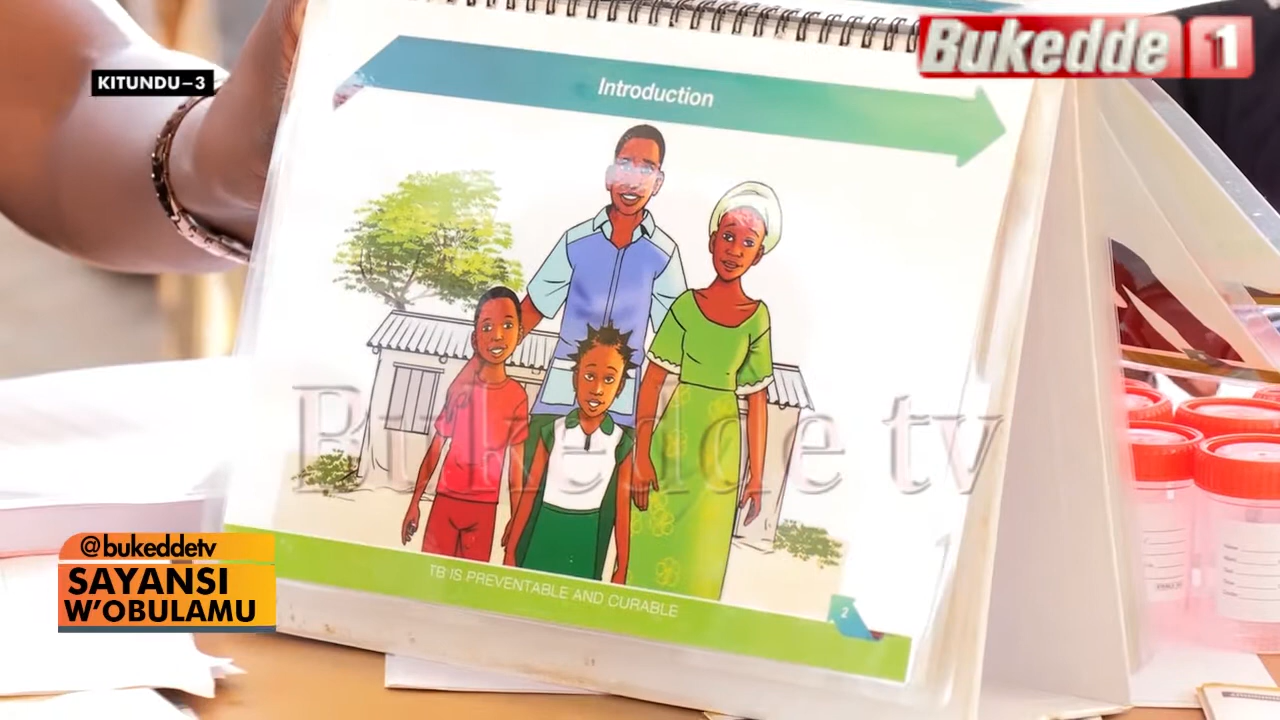 Bukedde 1
KITUNDU–3
Introduction
Bukedde tv
TB IS PREVENTABLE AND CURABLE
2
@bukeddetv
SAYANSI
W'OBULAMU